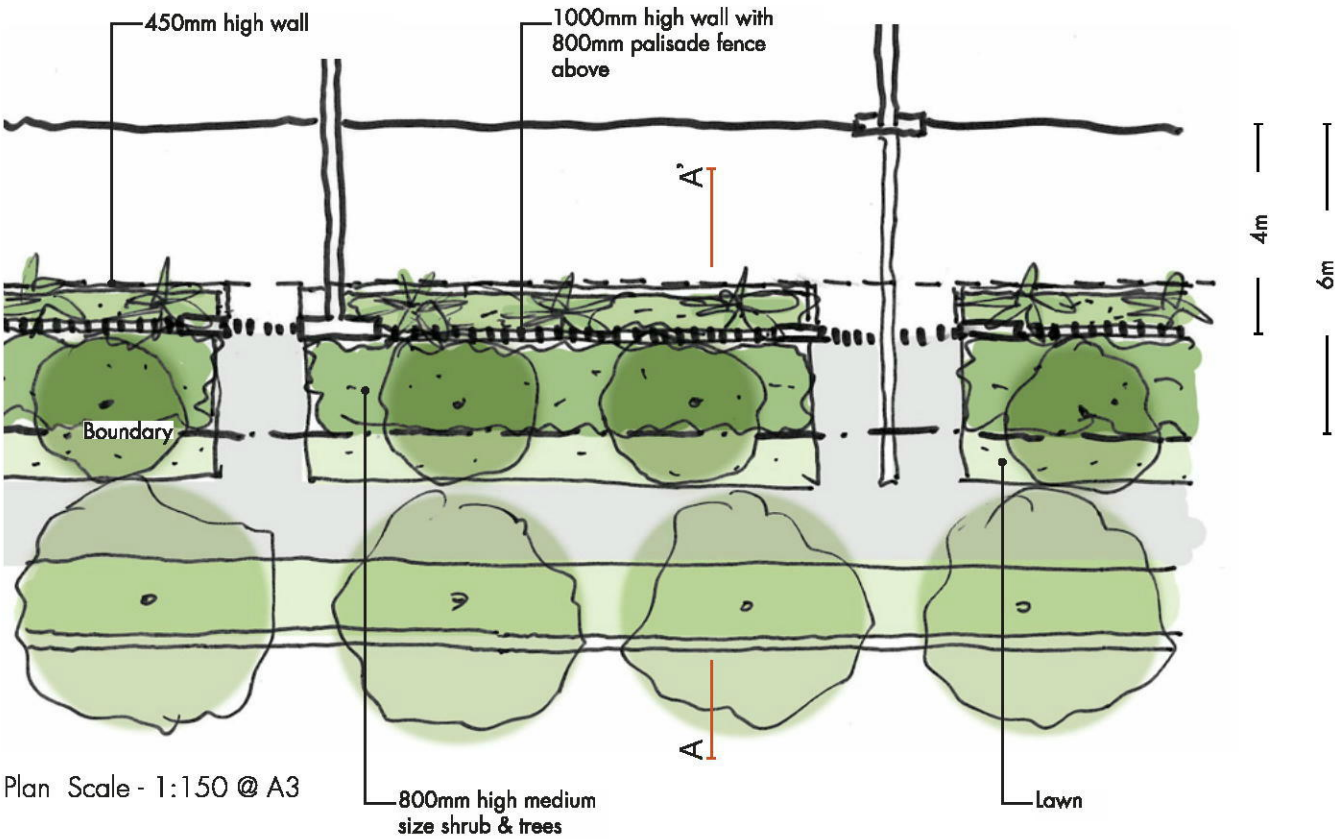 450mm high wall
1000mm high wall with
800mm palisade fence
above
A'
4m
6m
Boundary
A
Plan Scale - 1:150 @ A3
800mm high medium
size shrub & trees
Lawn